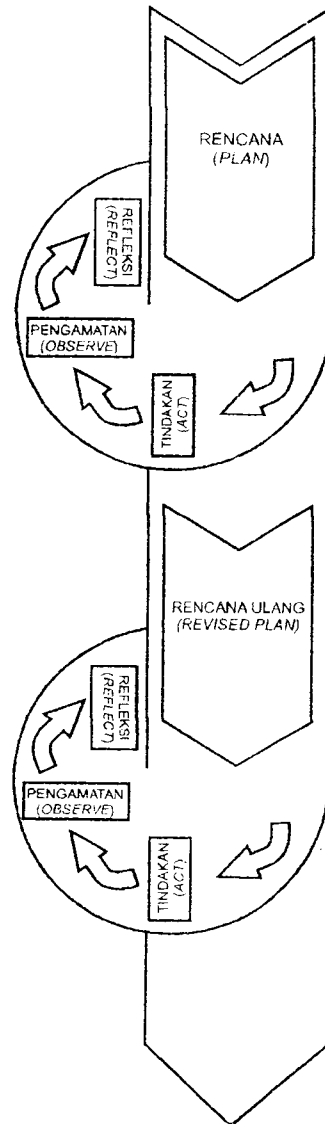 RENCANA
(PLAN)
TINDAKAN
(ACT)
PENGAMATAN
(OBSERVE)
REFLEKSI
(REFLECT)
RENCANA ULANG
(REVISED PLAN)
TINDAKAN
(ACT)
PENGAMATAN
(OBSERVE)
REFLEKSI
(REFLECT)